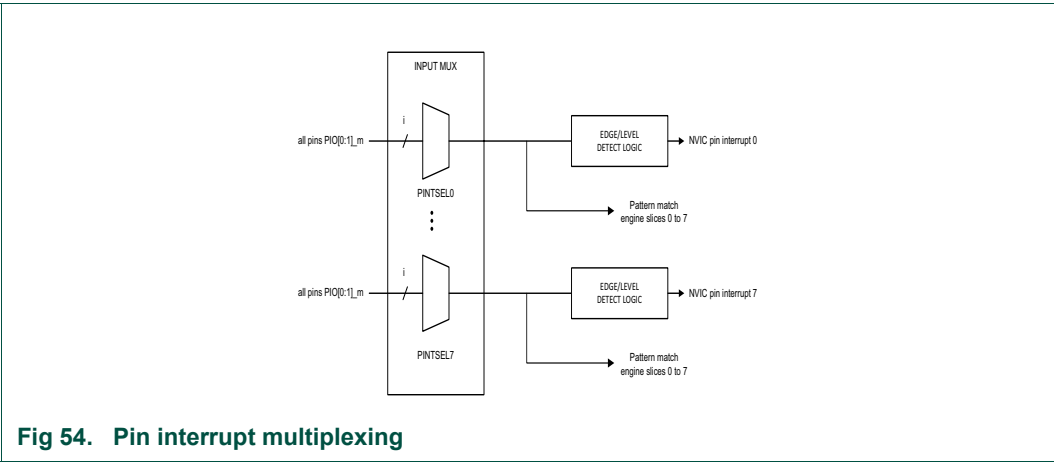 INPUT MUX
i
all pins PIO[0:1]_m
PINTSEL0
EDGE/LEVEL
DETECT LOGIC
NVIC pin interrupt 0
Pattern match
engine slices 0 to 7
i
all pins PIO[0:1]_m
PINTSEL7
EDGE/LEVEL
DETECT LOGIC
NVIC pin interrupt 7
Pattern match
engine slices 0 to 7
Fig 54. Pin interrupt multiplexing